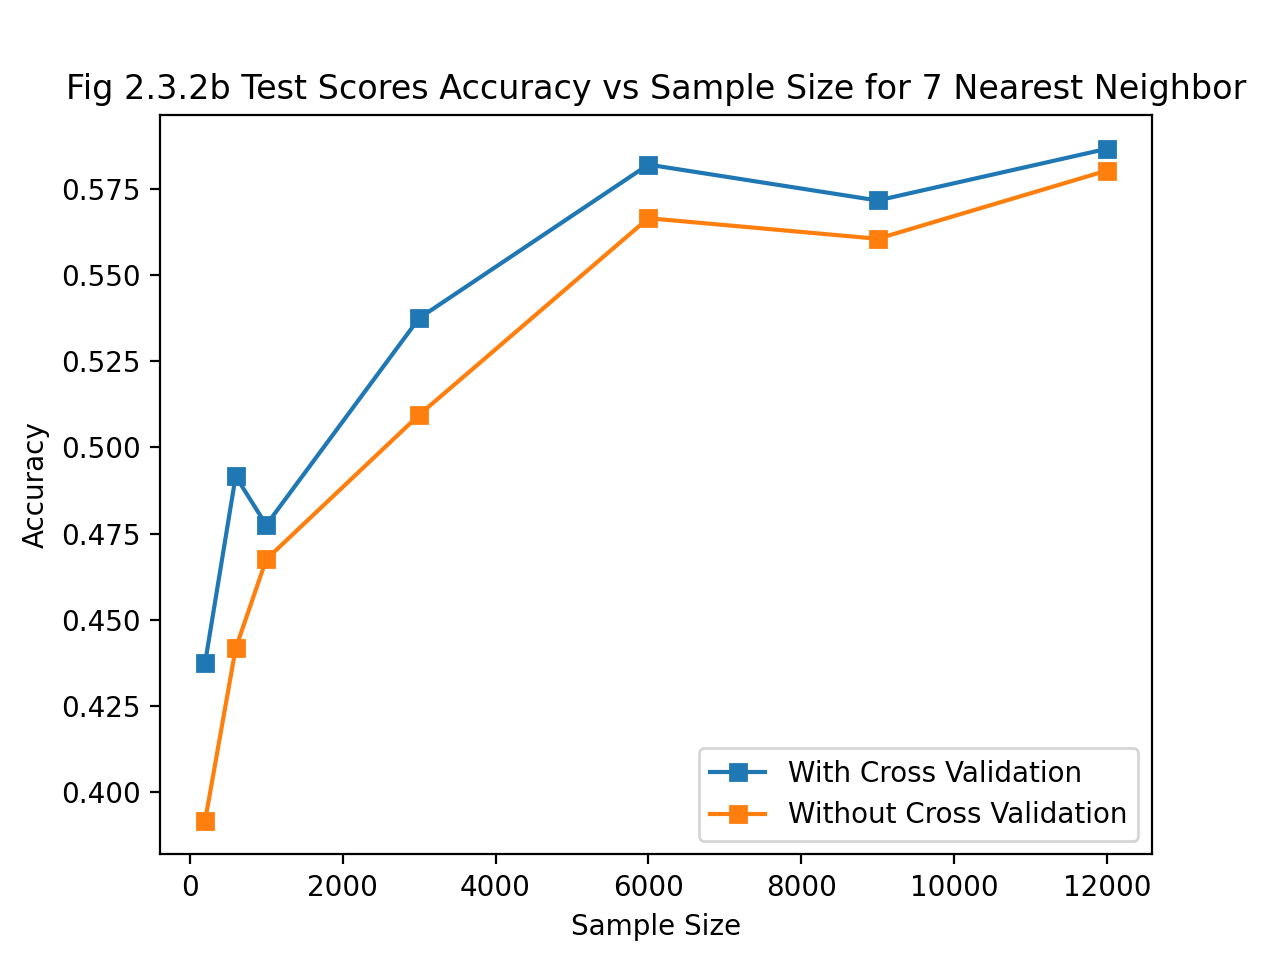 Fig 2.3.2b Test Scores Accuracy vs Sample Size for 7 Nearest Neighbor
Accuracy
0.575
0.550
0.525
0.500
0.475
0.450
0.425
0.400
With Cross Validation
Without Cross Validation
0 2000 4000 6000 8000 10000 12000
Sample Size